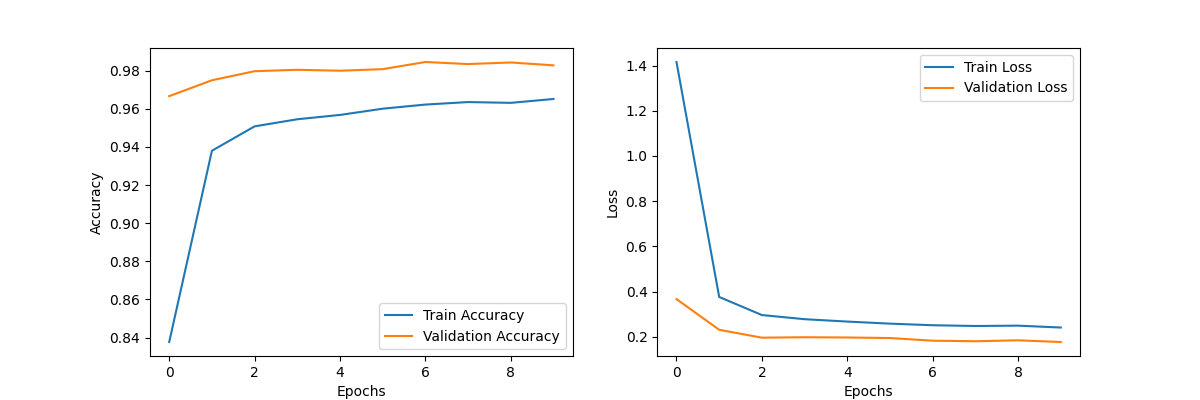 0.98
0.96
0.94
0.92
0.90
0.88
0.86
0.84
Accuracy
Train Accuracy
Validation Accuracy
0 2 4 6 8
Epochs
1.4
1.2
1.0
0.8
0.6
0.4
0.2
Loss
Train Loss
Validation Loss
0 2 4 6 8
Epochs